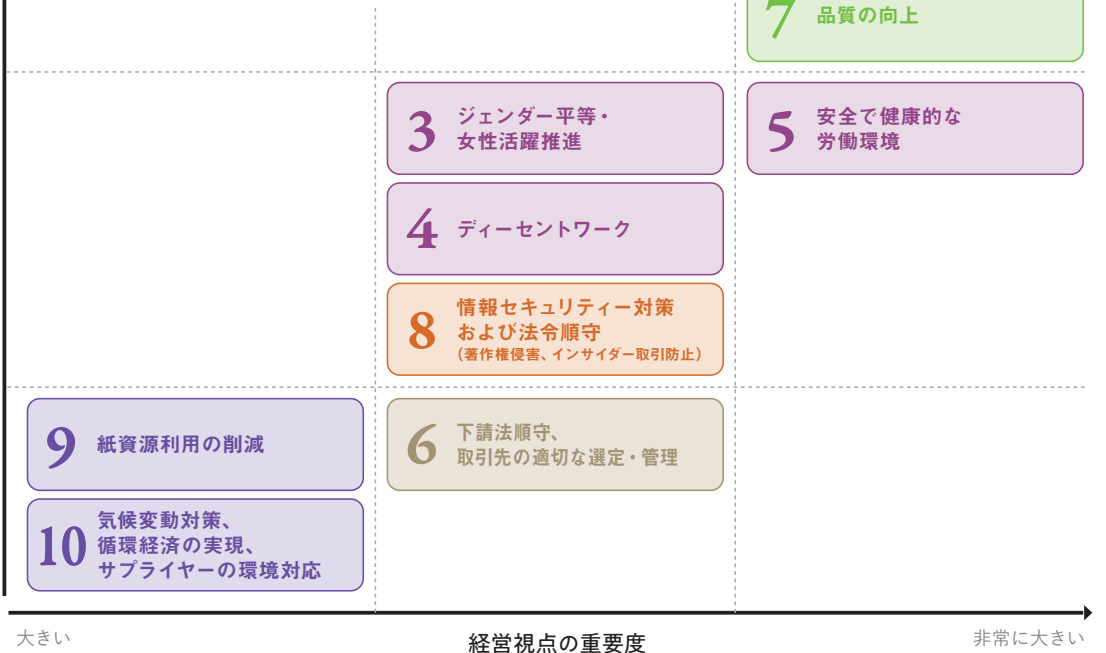 7
品質の向上
3
ジェンダー平等・
女性活躍推進
5
安全で健康的な
労働環境
4
ディーセントワーク
8
情報セキュリティー対策
および法令順守
（著作権侵害、インサイダー取引防止）
9
紙資源利用の削減
6
下請法順守、
取引先の適切な選定・管理
10
気候変動対策、
循環経済の実現、
サプライヤーの環境対応
大きい
経営視点の重要度
非常に大きい